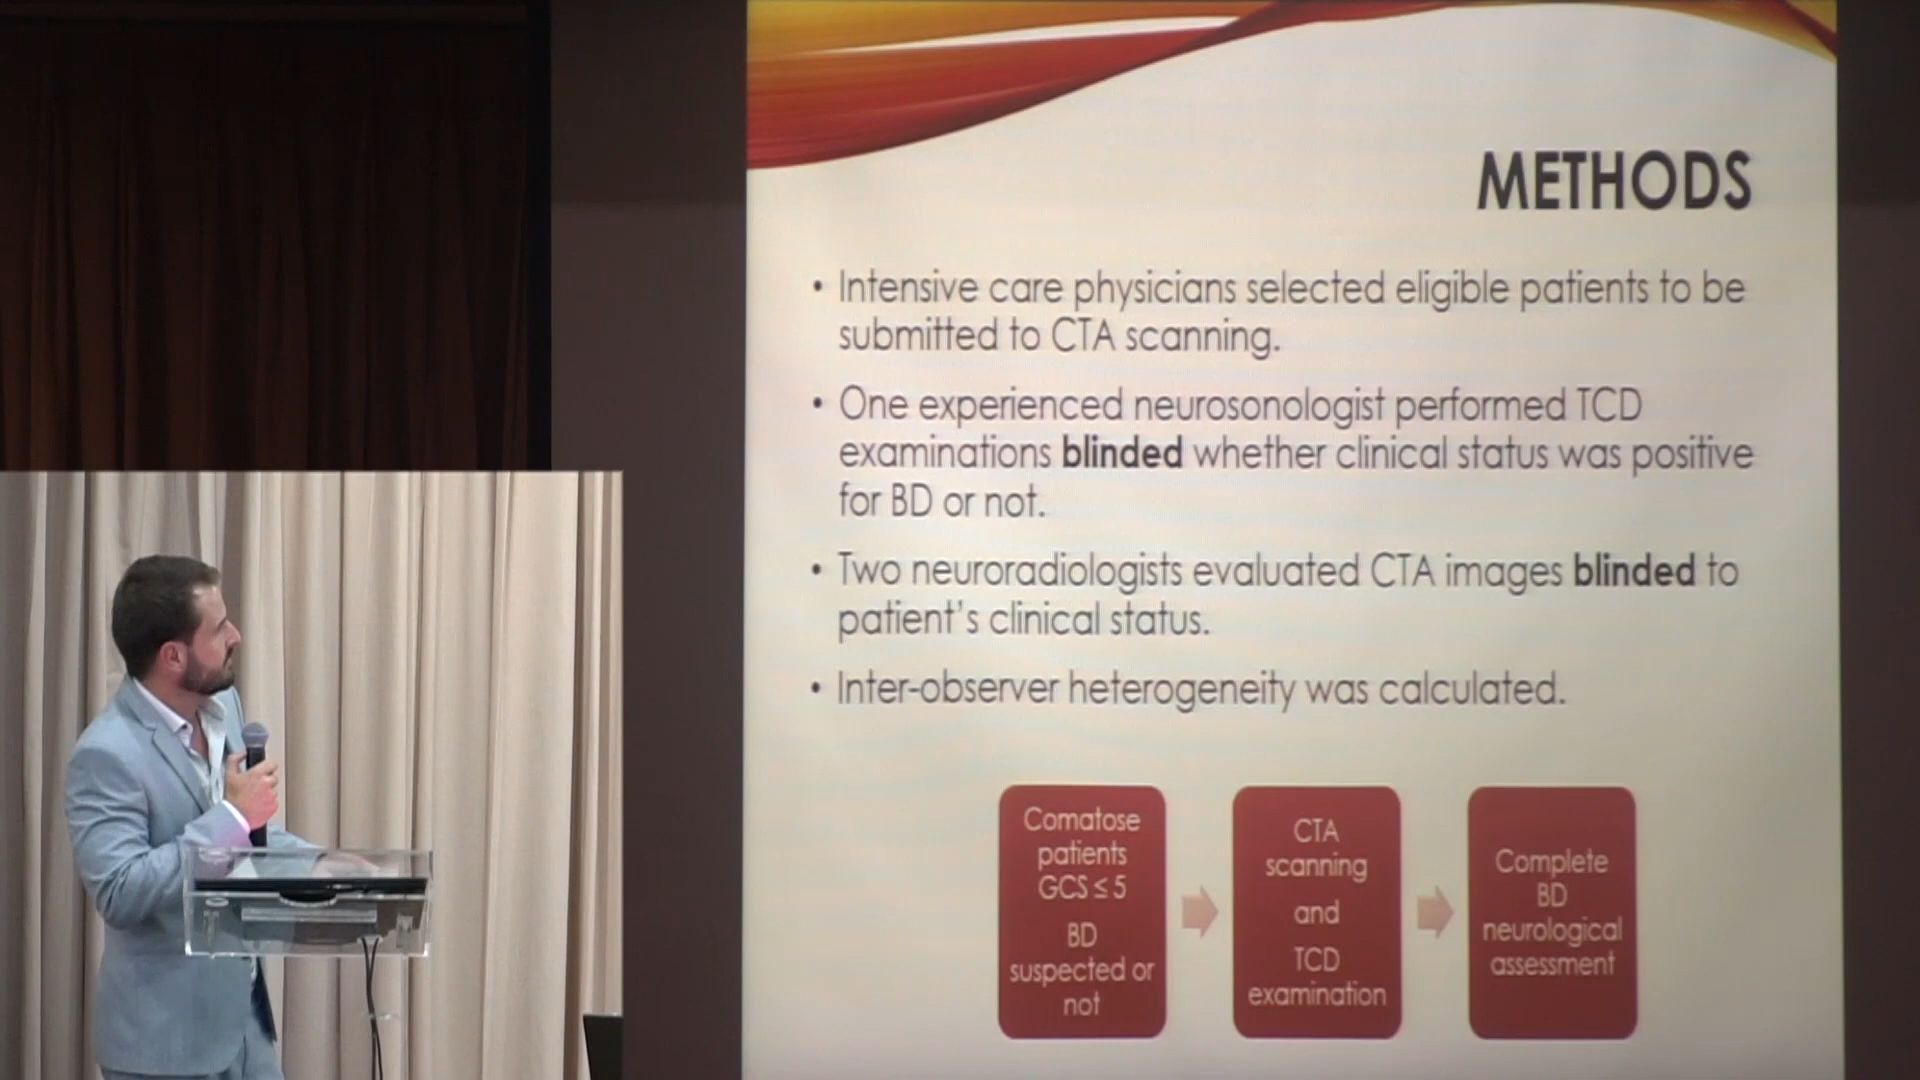 METHODS
• Intensive care physicians selected eligible patients to be
submitted to CTA scanning.
• One experienced neurosonologist performed TCD
examinations blinded whether clinical status was positive
for BD or not.
• Two neuroradiologists evaluated CTA images blinded to
patient's clinical status.
• Inter-observer heterogeneity was calculated.
Comatose
patients
GCS ≤ 5
BD
suspected or
not
CTA
scanning
and
TCD
examination
Complete
BD
neurological
assessment